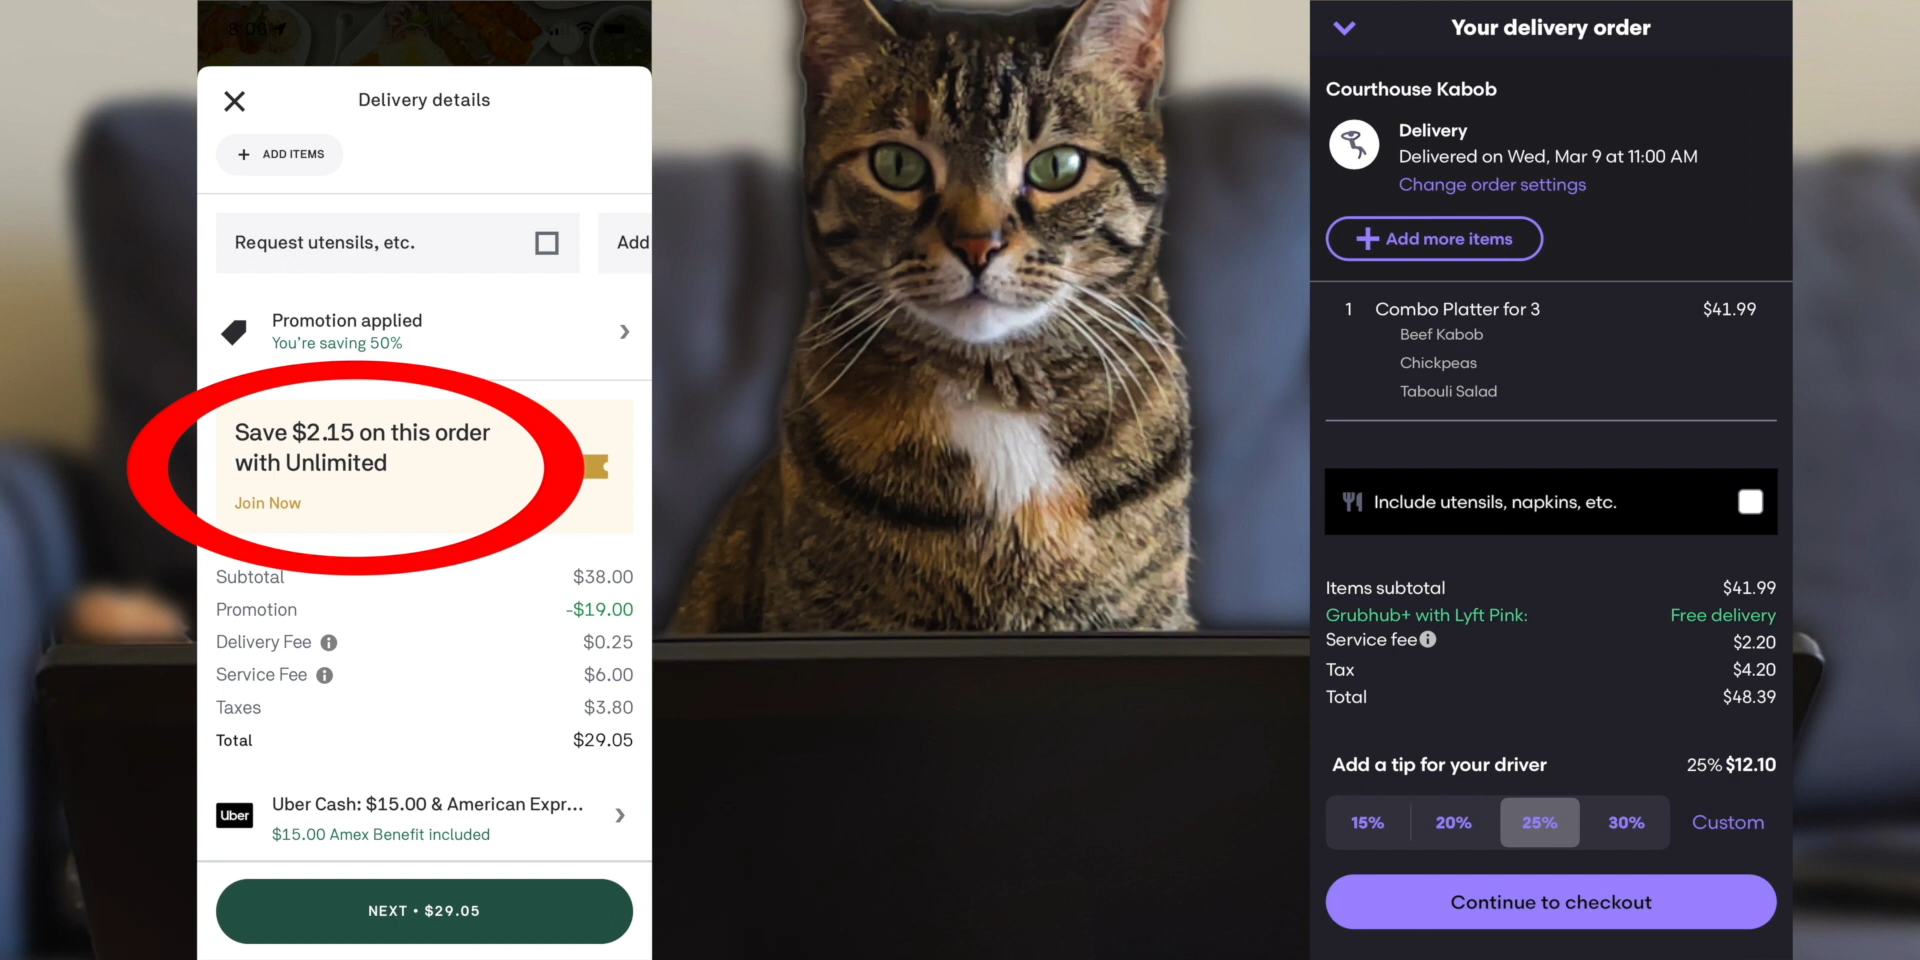 8:06
Delivery details
+ ADD ITEMS
Request utensils, etc.
Add
Promotion applied
You're saving 50%
Save $2.15 on this order
with Unlimited
Join Now
Subtotal $38.00
Promotion -$19.00
Delivery Fee $0.25
Service Fee $6.00
Taxes $3.80
Total $29.05
Uber
Uber Cash: $15.00 & American Expr...
$15.00 Amex Benefit included
NEXT • $29.05
Your delivery order
Courthouse Kabob
Delivery
Delivered on Wed, Mar 9 at 11:00 AM
Change order settings
+ Add more items
1 Combo Platter for 3 $41.99
Beef Kabob
Chickpeas
Tabouli Salad
Include utensils, napkins, etc.
Items subtotal $41.99
Grubhub+ with Lyft Pink: Free delivery
Service fee $2.20
Tax $4.20
Total $48.39
Add a tip for your driver 25% $12.10
15% 20% 25% 30% Custom
Continue to checkout